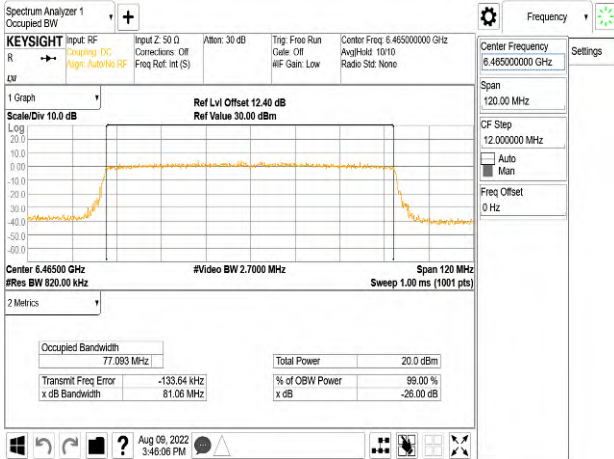 Spectrum Analyzer 1
Occupied BW
Frequency
KEYSIGHT
R
LXI
Input: RF
Coupling: DC
Align: Auto/No RF
Input Z: 50 Ω
Corrections: Off
Freq Ref: Int (S)
Atten: 30 dB
Trig: Free Run
Gate: Off
#IF Gain: Low
Center Freq: 6.465000000 GHz
Avg|Hold: 10/10
Radio Std: None
Center Frequency
6.465000000 GHz
Settings
Span
120.00 MHz
CF Step
12.000000 MHz
Auto
Man
Freq Offset
0 Hz
1 Graph
Scale/Div 10.0 dB
Ref Lvl Offset 12.40 dB
Ref Value 30.00 dBm
Log
20.0
10.0
0.00
-10.0
-20.0
-30.0
-40.0
-50.0
-60.0
Center 6.46500 GHz
#Video BW 2.7000 MHz
Span 120 MHz
#Res BW 820.00 kHz
Sweep 1.00 ms (1001 pts)
2 Metrics
Occupied Bandwidth
77.093 MHz
Total Power
20.0 dBm
Transmit Freq Error
-133.64 kHz
% of OBW Power
99.00 %
x dB Bandwidth
81.06 MHz
x dB
-26.00 dB
?
Aug 09, 2022
3:46:06 PM